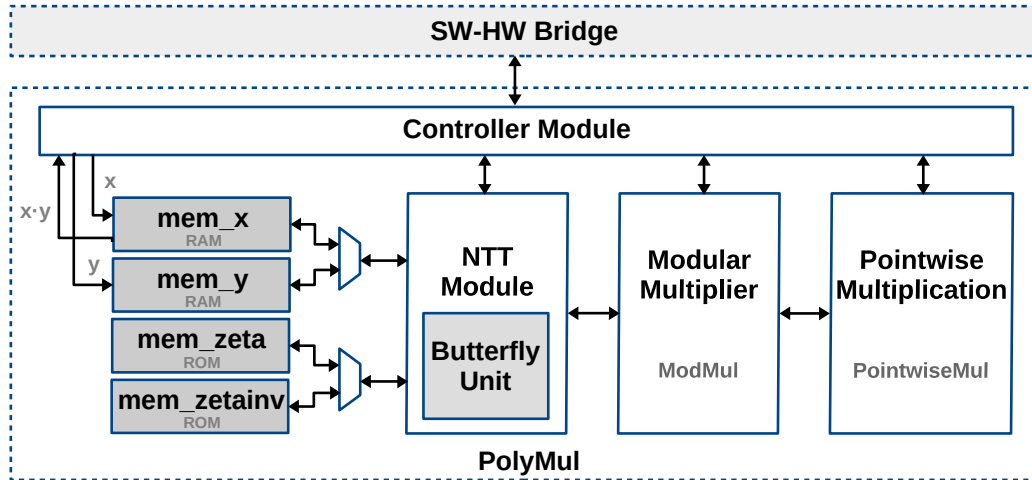 SW-HW Bridge
Controller Module
x
x·y
mem_x
RAM
y
mem_y
RAM
mem_zeta
ROM
mem_zetainv
ROM
NTT
Module
Butterfly
Unit
Modular
Multiplier
ModMul
Pointwise
Multiplication
PointwiseMul
PolyMul